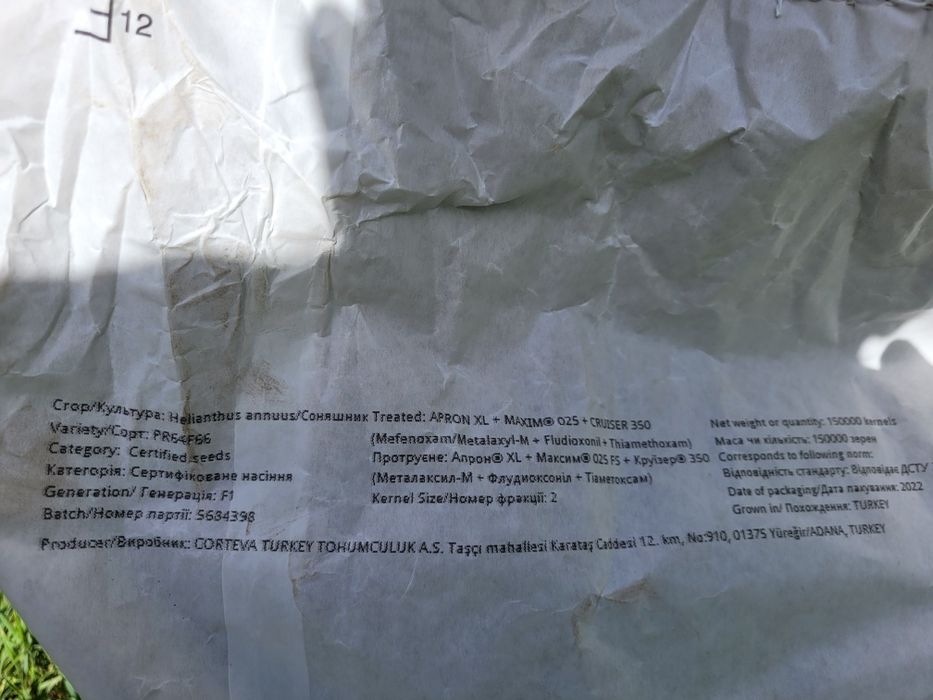 12
Crop/Культура: Helianthus annuus/Соняшник
Variety/Сорт: PR64F66
Category: Certified seeds
Категорія: Сертифіковане насіння
Generation/ Генерація: F1
Batch/Номер партії: 5684398
Treated: APRON XL + MAXIM® 025 + CRUISER 350
(Mefenoxam/Metalaxyl-M + Fludioxonil + Thiamethoxam)
Протруєне: Апрон® XL + Максим® 025 FS + Круїзер® 350
(Металаксил-М + Флудиоксоніл + Тіаметоксам)
Kernel Size/Номер фракції: 2
Net weight or quantity: 150000 kernels
Маса чи кількість: 150000 зерен
Corresponds to following norm:
Відповідність стандарту: Відповідає ДСТУ
Date of packaging/Дата пакування: 2022
Grown in/ Походження: TURKEY
Producer/Виробник: CORTEVA TURKEY TOHUMCULUK A.S. Taşçı mahallesi Karataş Caddesi 12.. km, No:910, 01375 Yüreğir/ADANA, TURKEY